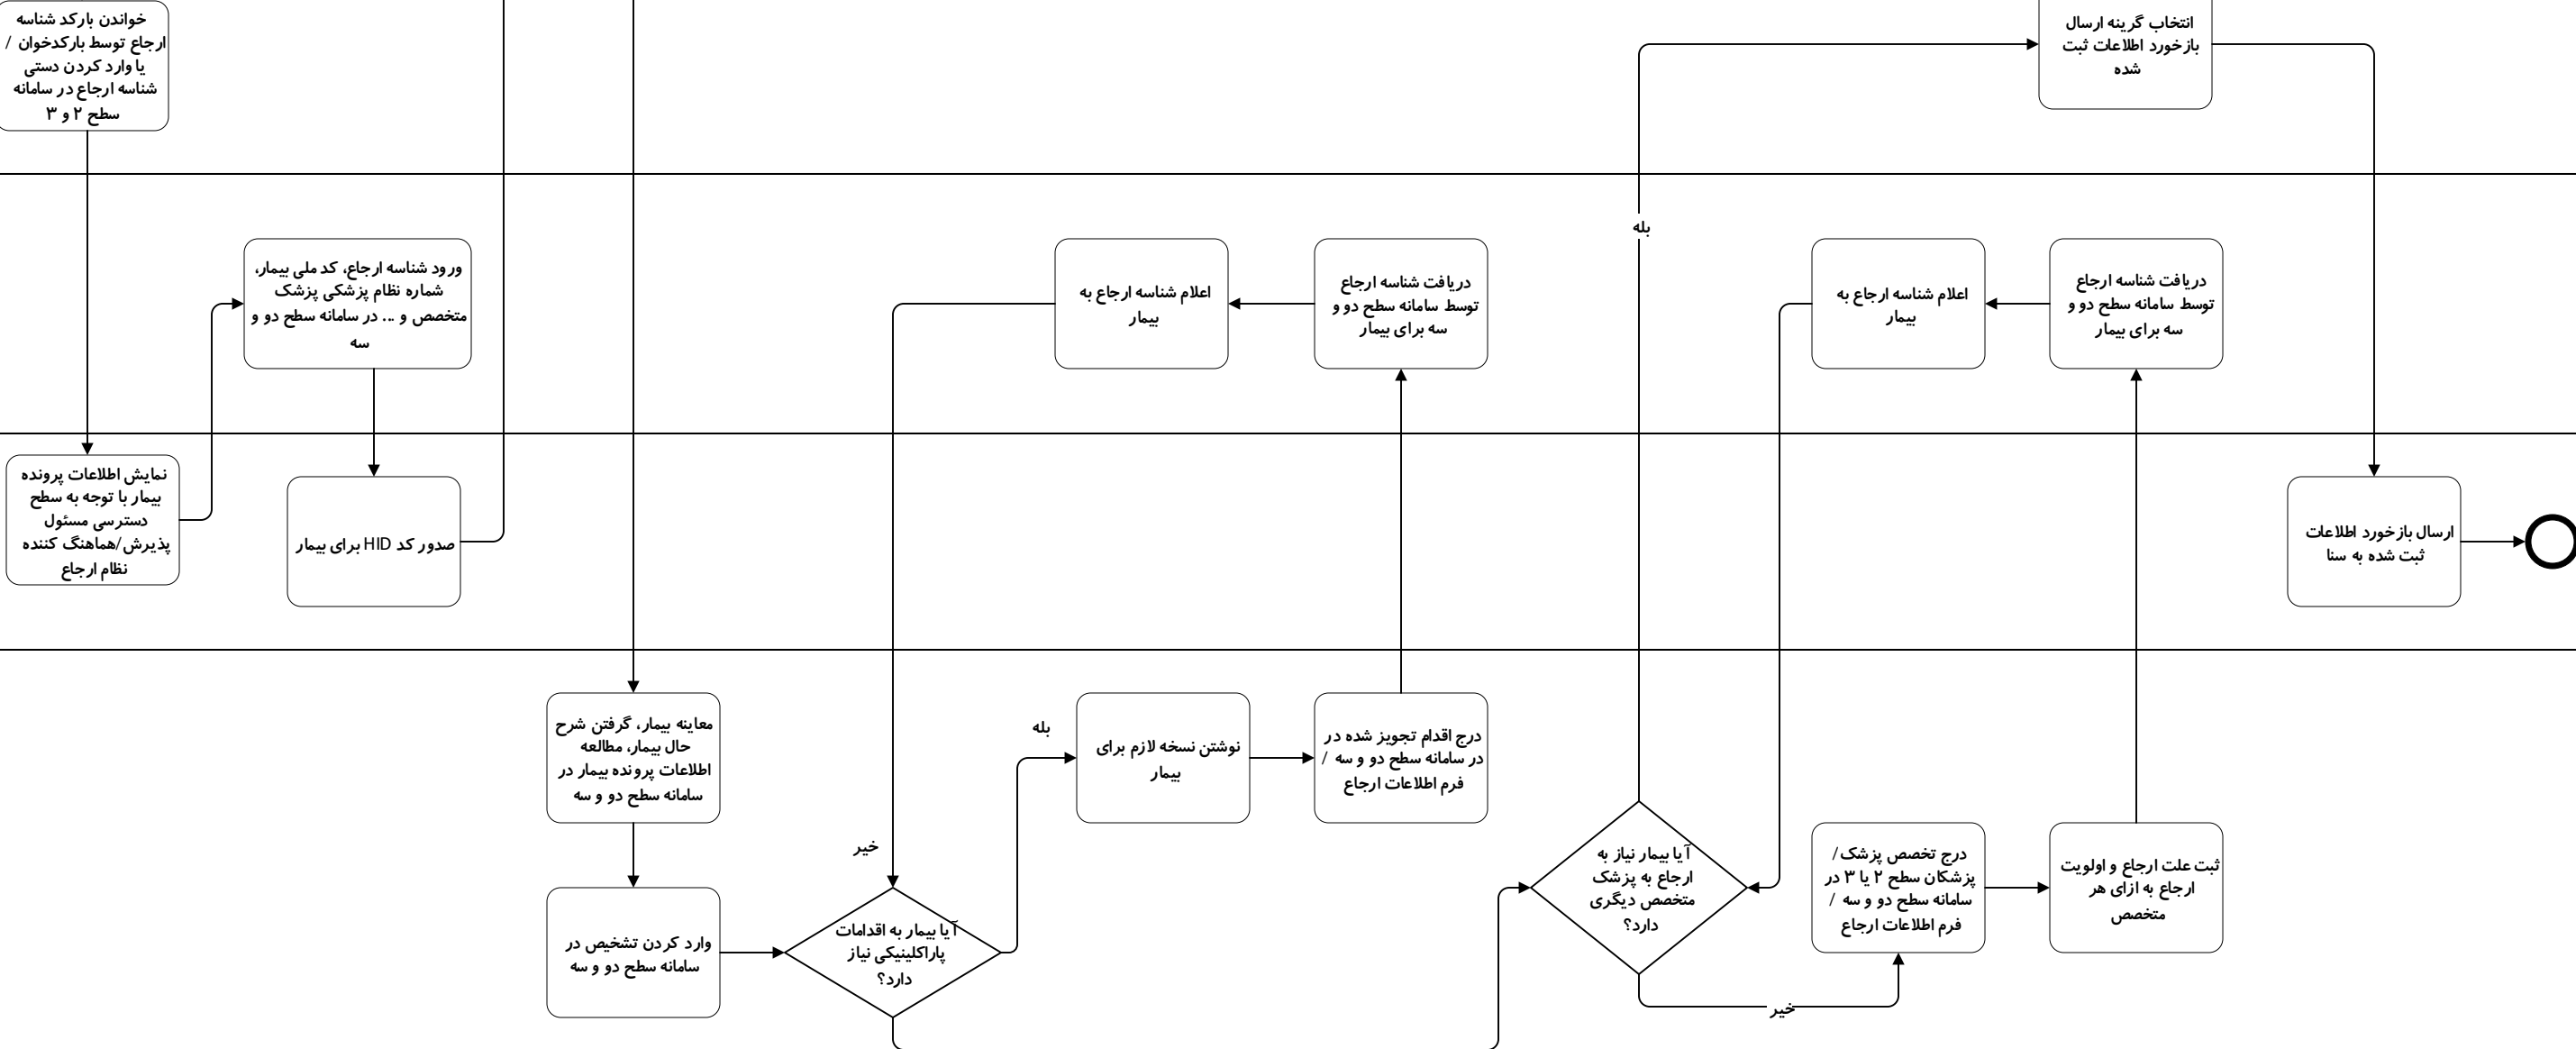 خواندن بارکد شناسه
ارجاع توسط بارکدخوان /
یا وارد کردن دستی
شناسه ارجاع در سامانه
سطح ۲ و ۳
انتخاب گرینه ارسال
بازخورد اطلاعات ثبت
شده
بله
ورود شناسه ارجاع، کد ملی بیمار،
شماره نظام پزشکی پزشک
متخصص و ... در سامانه سطح دو و
سه
اعلام شناسه ارجاع به
بیمار
دریافت شناسه ارجاع
توسط سامانه سطح دو و
سه برای بیمار
اعلام شناسه ارجاع به
بیمار
دریافت شناسه ارجاع
توسط سامانه سطح دو و
سه برای بیمار
نمایش اطلاعات پرونده
بیمار با توجه به سطح
دسترسی مسئول
پذیرش/هماهنگ کننده
نظام ارجاع
صدور کد HID برای بیمار
ارسال بازخورد اطلاعات
ثبت شده به سنا
معاینه بیمار، گرفتن شرح
حال بیمار، مطالعه
اطلاعات پرونده بیمار در
سامانه سطح دو و سه
وارد کردن تشخیص در
سامانه سطح دو و سه
خیر
آیا بیمار به اقدامات
پاراکلینیکی نیاز
دارد؟
بله
نوشتن نسخه لازم برای
بیمار
درج اقدام تجویز شده در
در سامانه سطح دو و سه /
فرم اطلاعات ارجاع
آیا بیمار نیاز به
ارجاع به پزشک
متخصص دیگری
دارد؟
خیر
درج تخصص پزشک/
پزشکان سطح ۲ یا ۳ در
سامانه سطح دو و سه /
فرم اطلاعات ارجاع
ثبت علت ارجاع و اولویت
ارجاع به ازای هر
متخصص